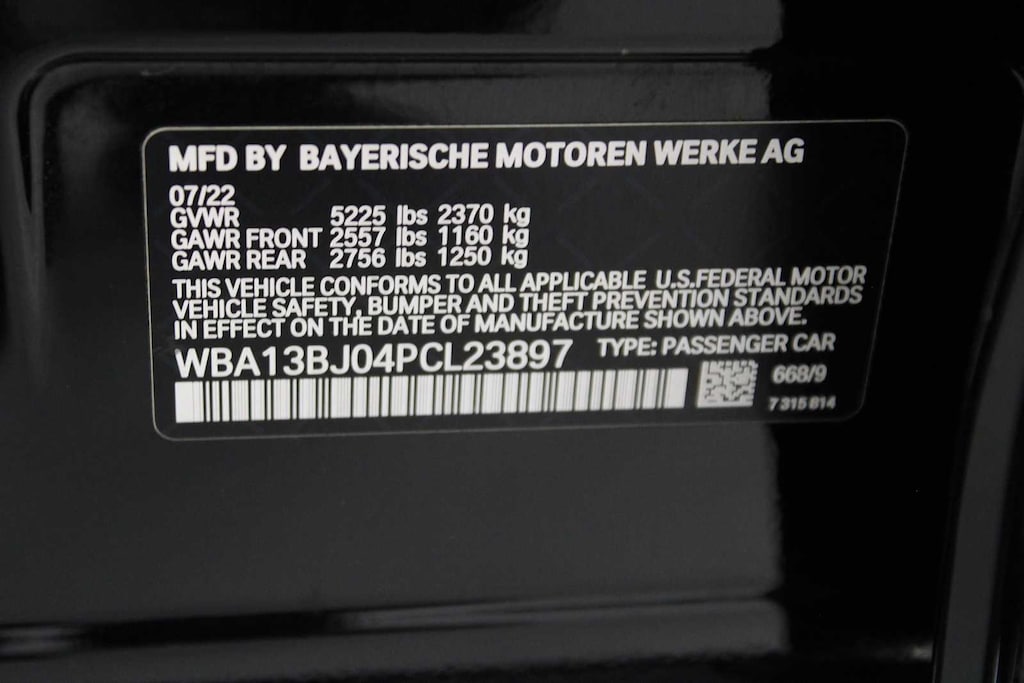 MFD BY BAYERISCHE MOTOREN WERKE AG
07/22
GVWR 5225 lbs 2370 kg
GAWR FRONT 2557 lbs 1160 kg
GAWR REAR 2756 lbs 1250 kg
THIS VEHICLE CONFORMS TO ALL APPLICABLE U.S.FEDERAL MOTOR
VEHICLE SAFETY, BUMPER AND THEFT PREVENTION STANDARDS
IN EFFECT ON THE DATE OF MANUFACTURE SHOWN ABOVE.
WBA13BJ04PCL23897 TYPE: PASSENGER CAR
668/9
7 315 814